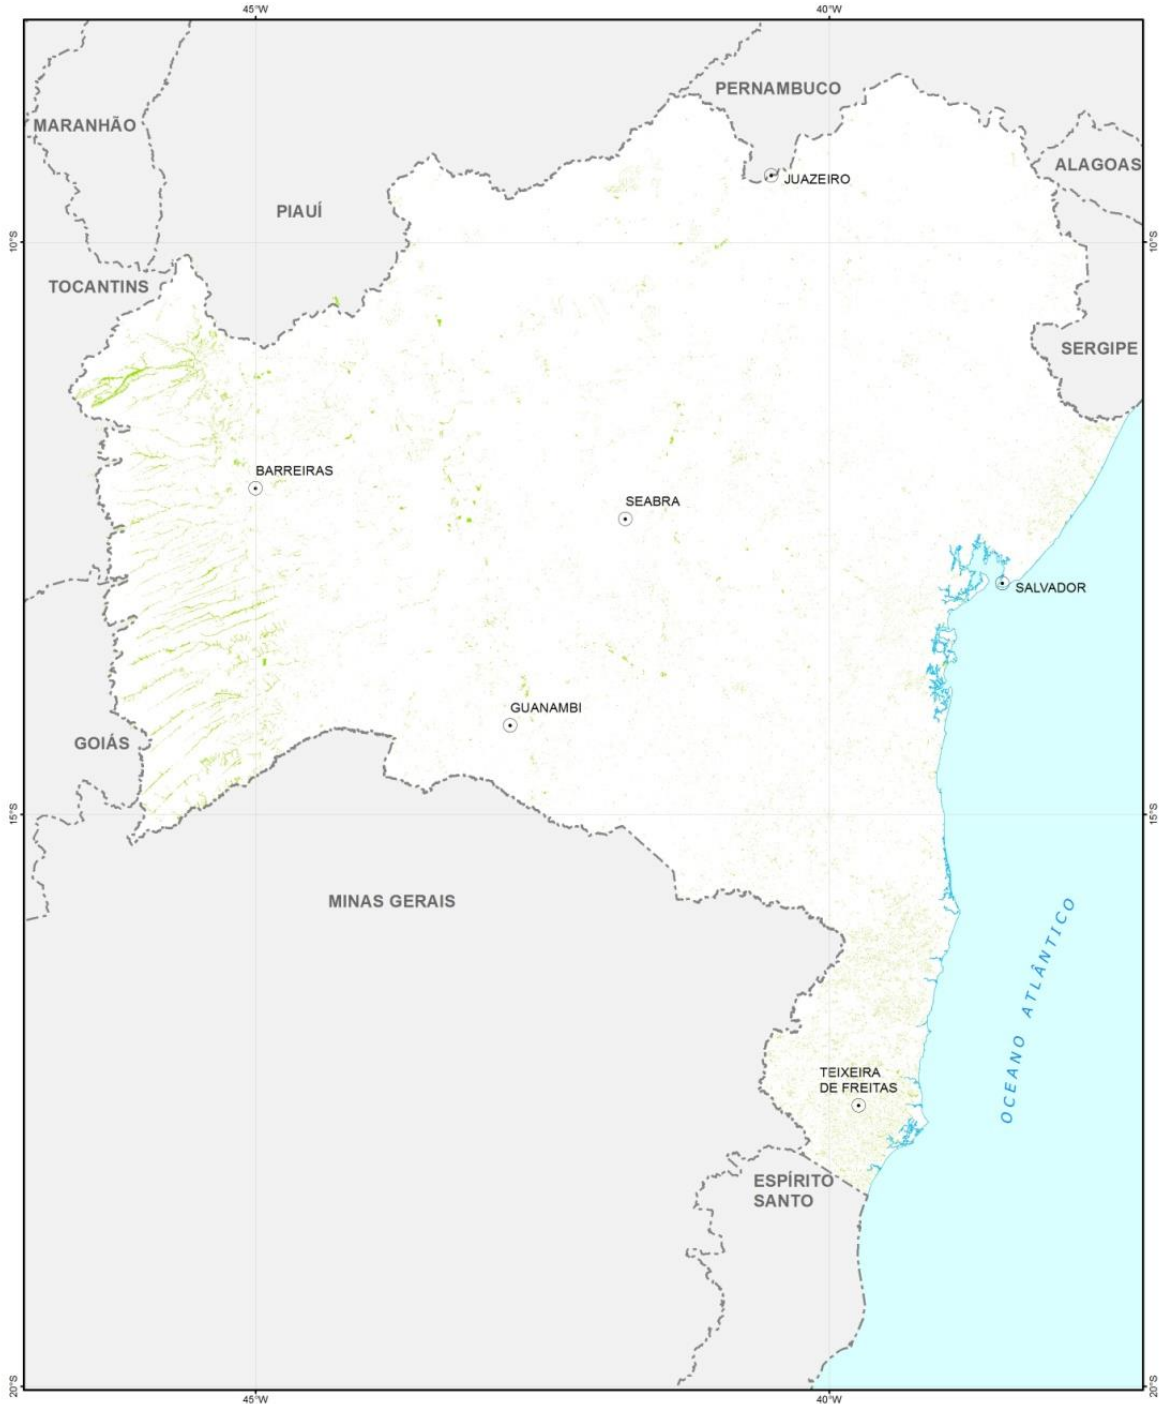 45°W
40°W
PERNAMBUCO
MARANHÃO
ALAGOAS
JUAZEIRO
PIAUÍ
10°S
10°S
TOCANTINS
SERGIPE
BARREIRAS
SEABRA
SALVADOR
GUANAMBI
GOIÁS
15°S
15°S
MINAS GERAIS
OCEANO ATLÂNTICO
TEIXEIRA
DE FREITAS
ESPÍRITO
SANTO
20°S
20°S
45°W
40°W